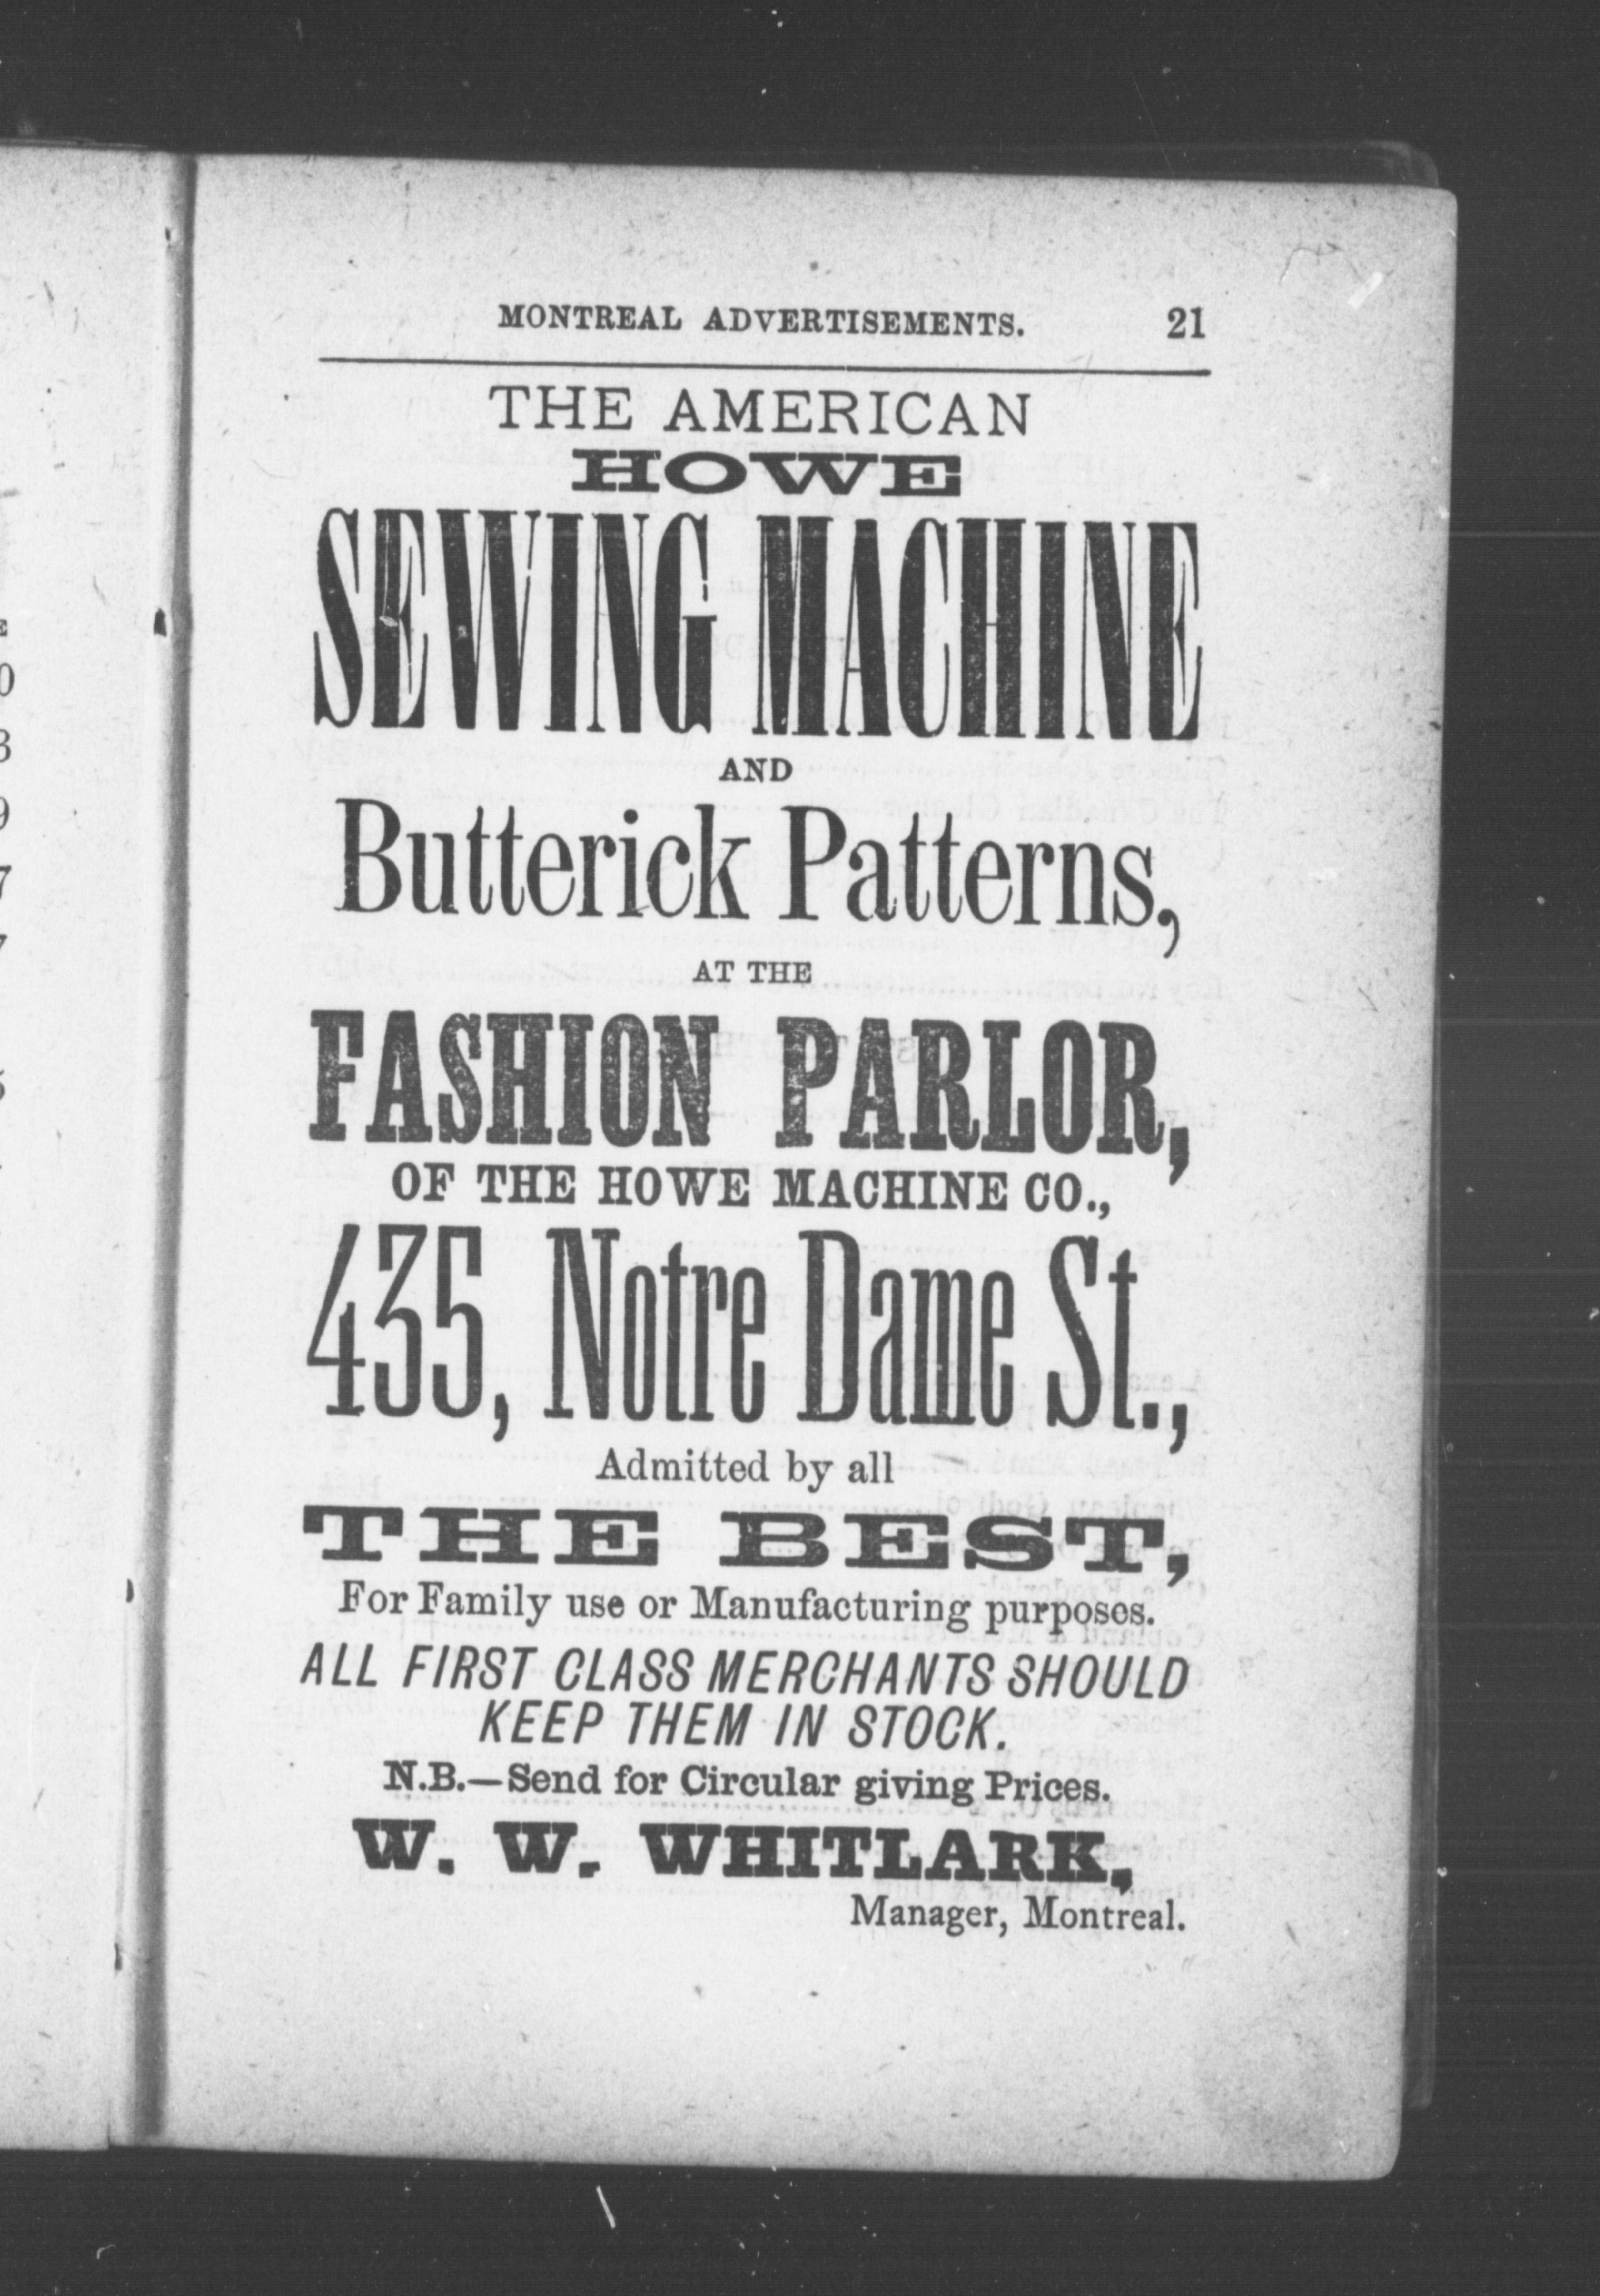 MONTREAL ADVERTISEMENTS. 21
THE AMERICAN
HOWE
SEWING MACHINE
AND
Butterick Patterns,
AT THE
FASHION PARLOR,
OF THE HOWE MACHINE CO.,
435, Notre Dame St.,
Admitted by all
THE BEST,
For Family use or Manufacturing purposes.
ALL FIRST CLASS MERCHANTS SHOULD
KEEP THEM IN STOCK.
N.B.—Send for Circular giving Prices.
W. W. WHITLARK,
Manager, Montreal.